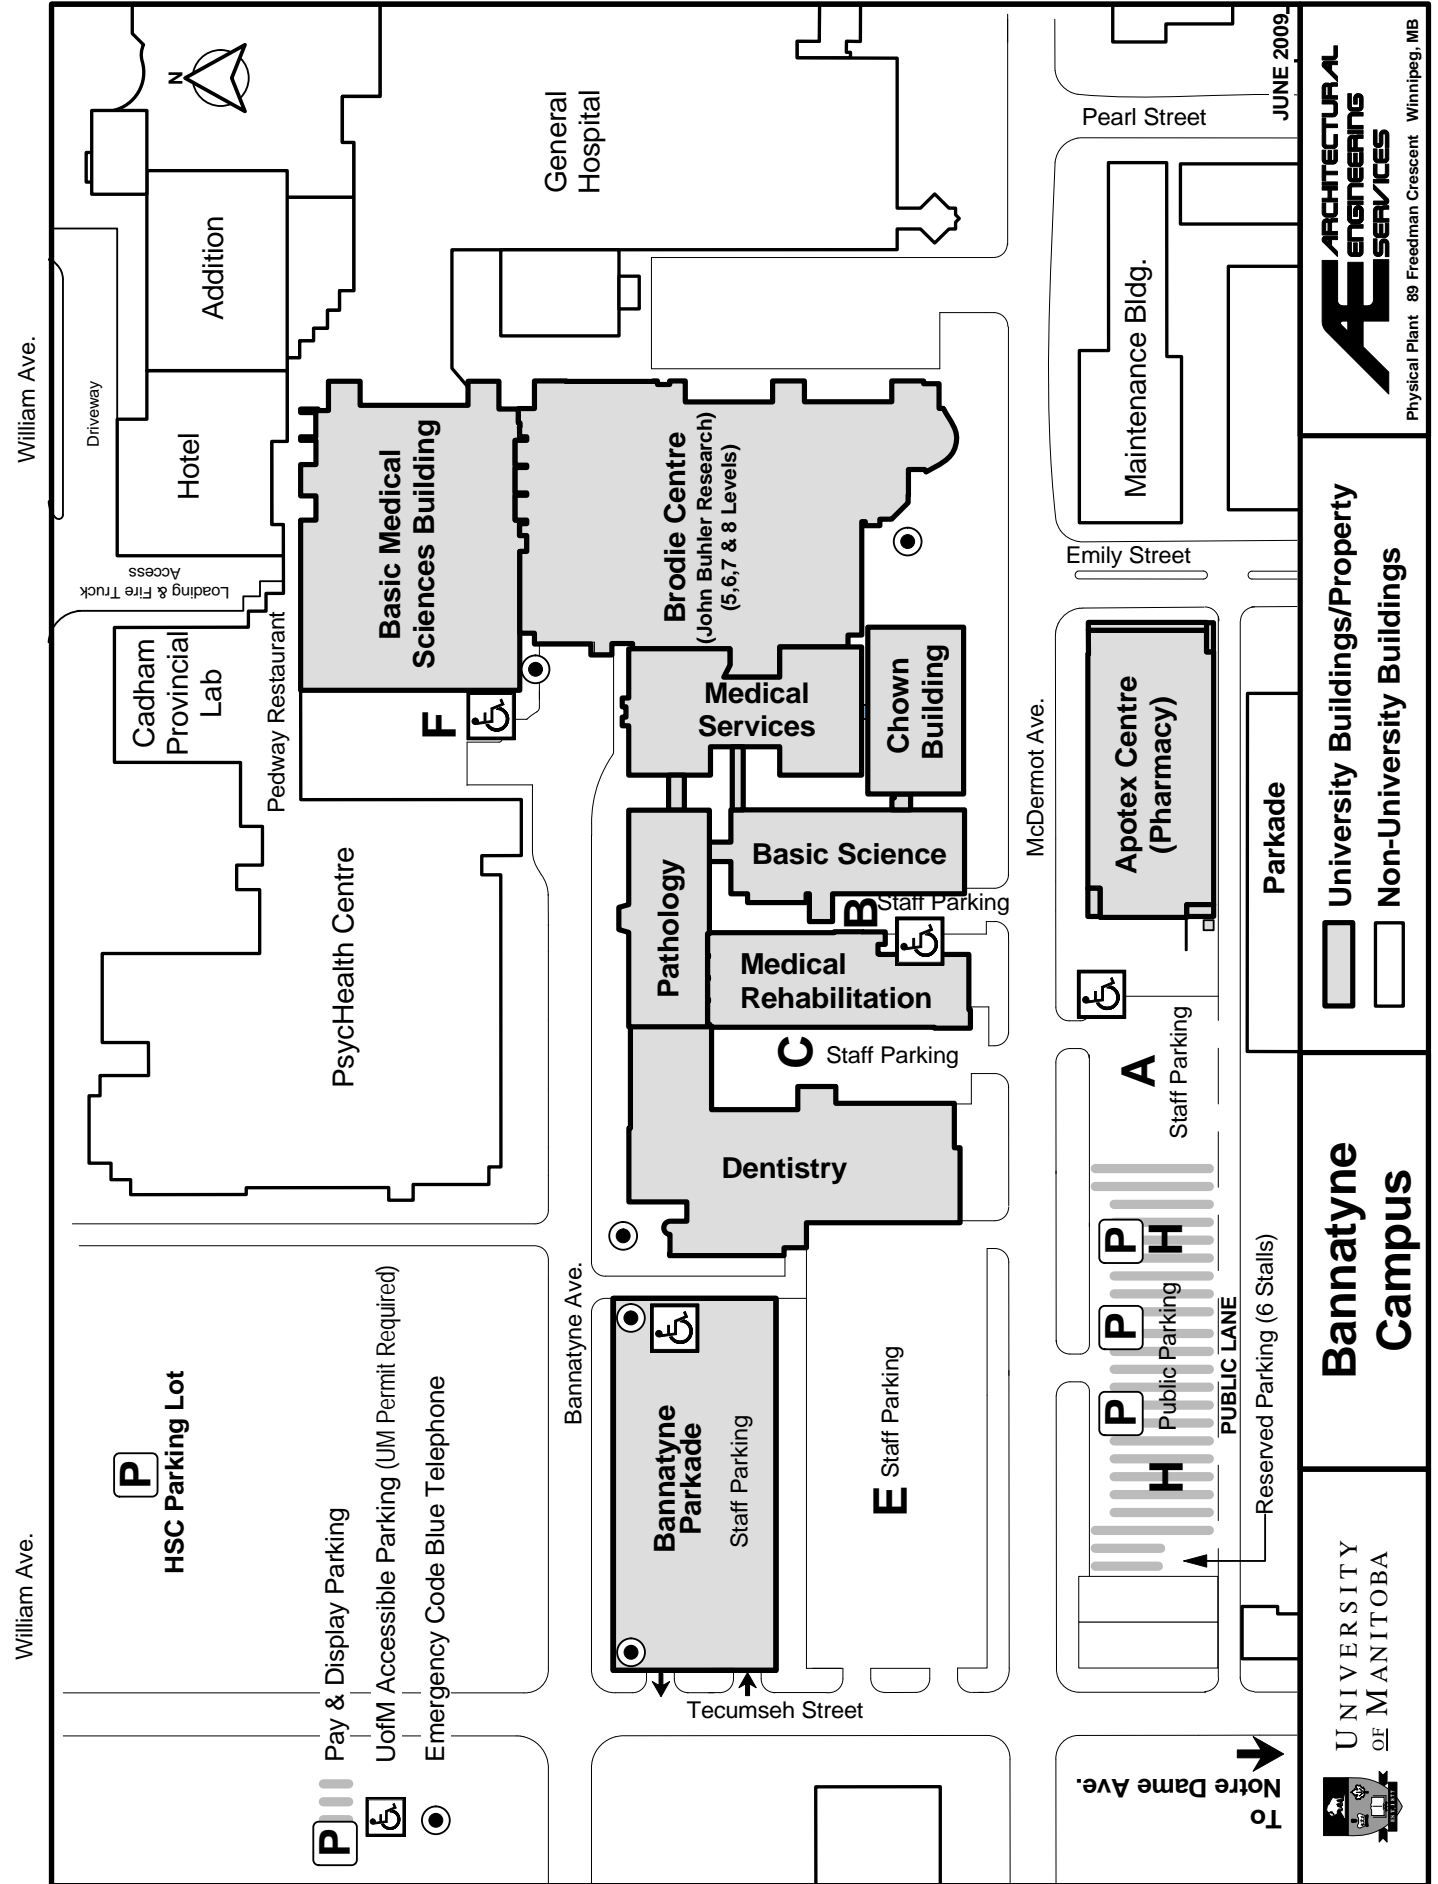 William Ave.
William Ave.
Driveway
N
Loading & Fire Truck
Access
Hotel
Addition
Cadham
Provincial
Lab
Pedway Restaurant
PsycHealth Centre
General
Hospital
P
HSC Parking Lot
P
Pay & Display Parking
UofM Accessible Parking (UM Permit Required)
Emergency Code Blue Telephone
Basic Medical
Sciences Building
F
Bannatyne Ave.
Brodie Centre
(John Buhler Research)
(5,6,7 & 8 Levels)
Medical
Services
Chown
Building
Pathology
Basic Science
B
Staff Parking
Medical
Rehabilitation
C
Staff Parking
Dentistry
Bannatyne
Parkade
Staff Parking
E Staff Parking
Tecumseh Street
McDermot Ave.
Emily Street
Pearl Street
Maintenance Bldg.
Apotex Centre
(Pharmacy)
A
Staff Parking
P
P
P
H
H
Public Parking
PUBLIC LANE
Reserved Parking (6 Stalls)
Parkade
To
Notre Dame Ave.
JUNE 2009
UNIVERSITY
OF MANITOBA
Bannatyne
Campus
University Buildings/Property
Non-University Buildings
AE
ARCHITECTURAL
ENGINEERING
SERVICES
Physical Plant 89 Freedman Crescent Winnipeg, MB